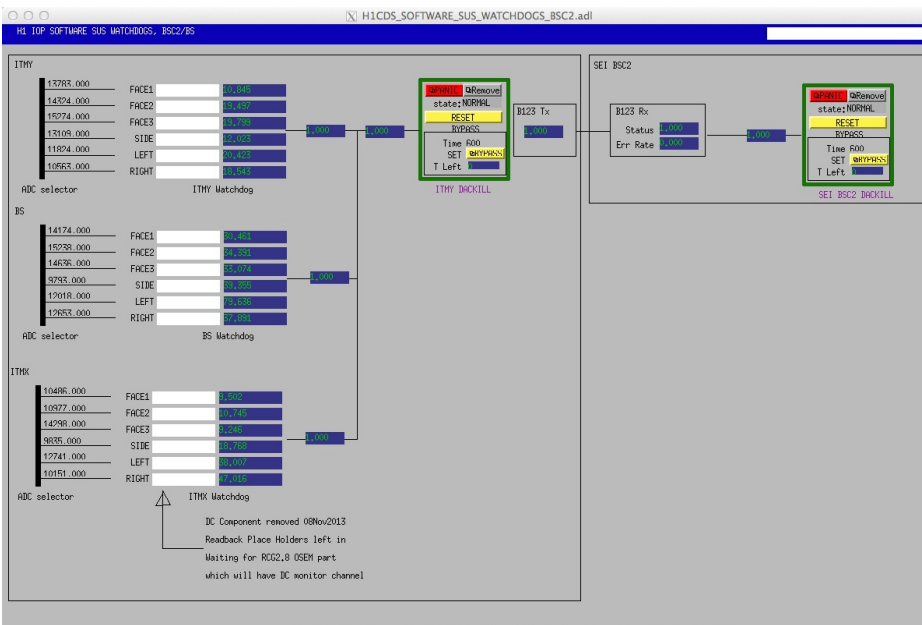 H1CDS_SOFTWARE_SUS_WATCHDOGS_BSC2.adl
H1 IOP SOFTWARE SUS WATCHDOGS, BSC2/BS
ITMY
13783.000 FACE1 10.845
14324.000 FACE2 19.497
15274.000 FACE3 19.799
13109.000 SIDE 12.023
11824.000 LEFT 20.423
10563.000 RIGHT 18.543
1.000
1.000
ADC selector
ITMY Watchdog
PANIC Remove
state: NORMAL
RESET
BYPASS
Time 600
SET BYPASS
T Left 0
ITMY DACKILL
B123 Tx
1.000
BS
14174.000 FACE1 30.461
15238.000 FACE2 34.391
14636.000 FACE3 33.074
9793.000 SIDE 39.355
12018.000 LEFT 79.636
12653.000 RIGHT 37.891
1.000
ADC selector
BS Watchdog
ITMX
10486.000 FACE1 9.502
10977.000 FACE2 10.745
14298.000 FACE3 9.246
9835.000 SIDE 18.768
12741.000 LEFT 38.007
10151.000 RIGHT 47.016
1.000
ADC selector
ITMX Watchdog
DC Component removed 08Nov2013
Readback Place Holders left in
Waiting for RCG2.8 OSEM part
which will have DC monitor channel
SEI BSC2
B123 Rx
Status 1.000
Err Rate 0.000
1.000
PANIC Remove
state: NORMAL
RESET
BYPASS
Time 600
SET BYPASS
T Left 0
SEI BSC2 DACKILL